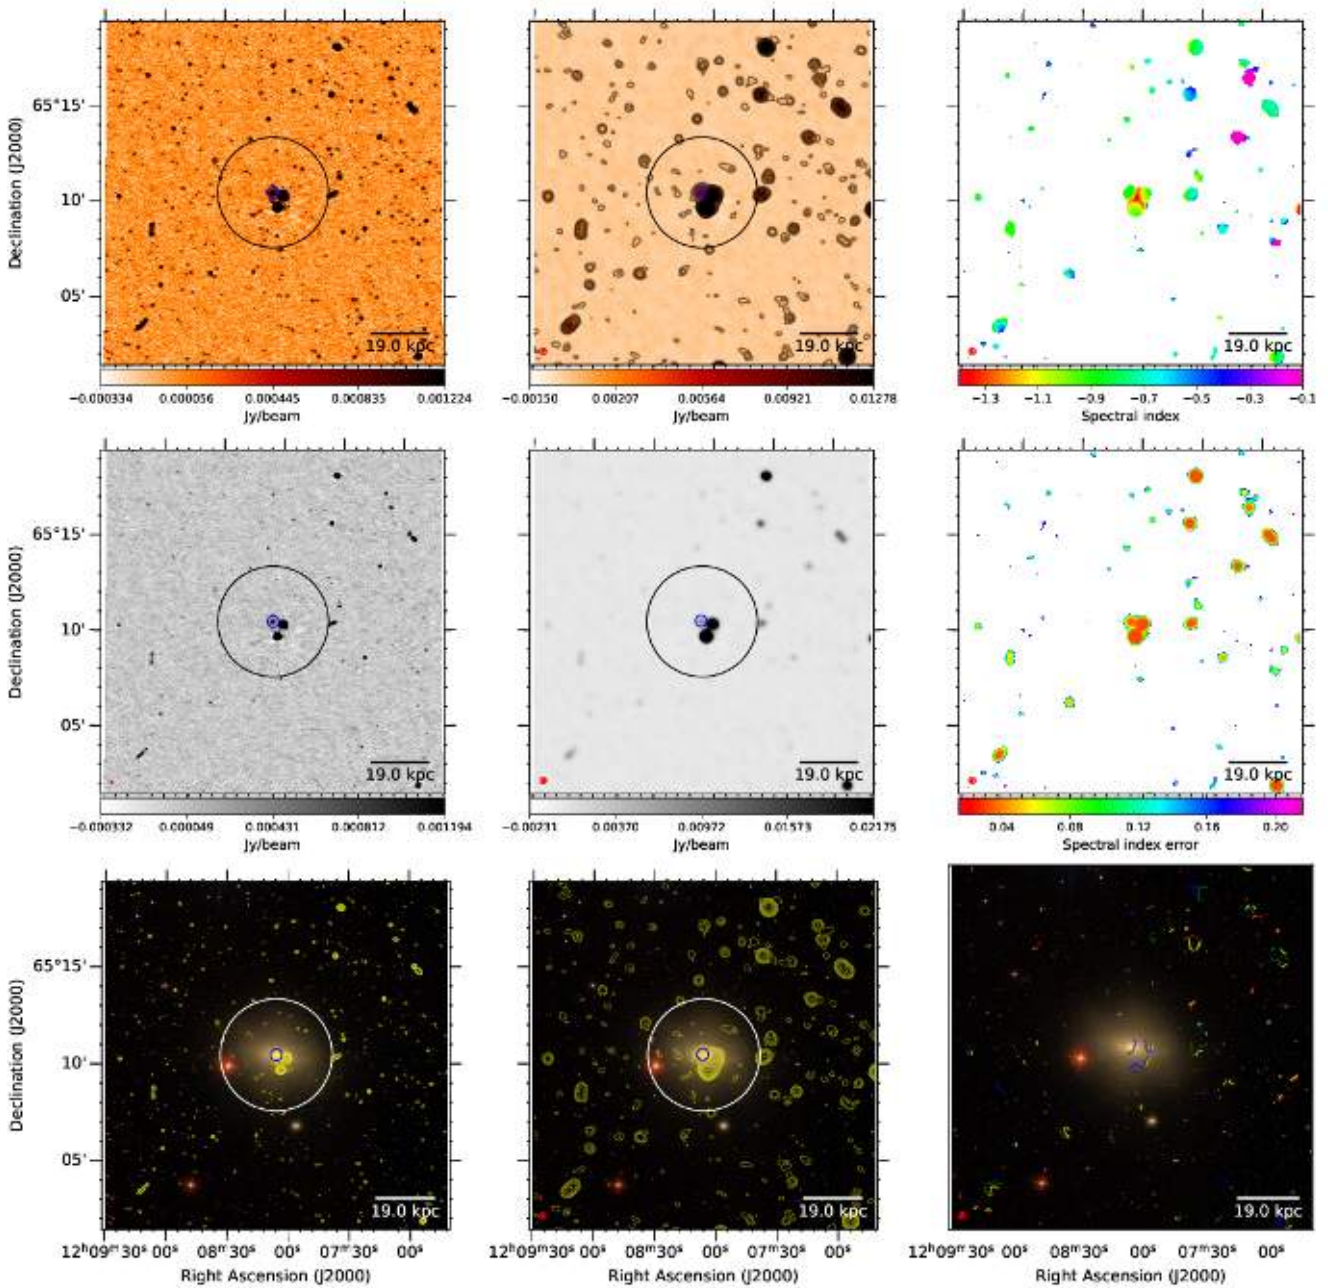 Declination (J2000)
65°15'
10'
05'
19.0 kpc
19.0 kpc
19.0 kpc
−0.000334 0.000056 0.000445 0.000835 0.001224
Jy/beam
−0.00150 0.00207 0.00564 0.00921 0.01278
Jy/beam
−1.3 −1.1 −0.9 −0.7 −0.5 −0.3 −0.1
Spectral index
Declination (J2000)
65°15'
10'
05'
19.0 kpc
19.0 kpc
19.0 kpc
−0.000332 0.000049 0.000431 0.000812 0.001194
Jy/beam
−0.00231 0.00370 0.00972 0.01573 0.02175
Jy/beam
0.04 0.08 0.12 0.16 0.20
Spectral index error
Declination (J2000)
65°15'
10'
05'
19.0 kpc
19.0 kpc
19.0 kpc
12ʰ09ᵐ30ˢ 00ˢ 08ᵐ30ˢ 00ˢ 07ᵐ30ˢ 00ˢ
Right Ascension (J2000)
12ʰ09ᵐ30ˢ 00ˢ 08ᵐ30ˢ 00ˢ 07ᵐ30ˢ 00ˢ
Right Ascension (J2000)
12ʰ09ᵐ30ˢ 00ˢ 08ᵐ30ˢ 00ˢ 07ᵐ30ˢ 00ˢ
Right Ascension (J2000)